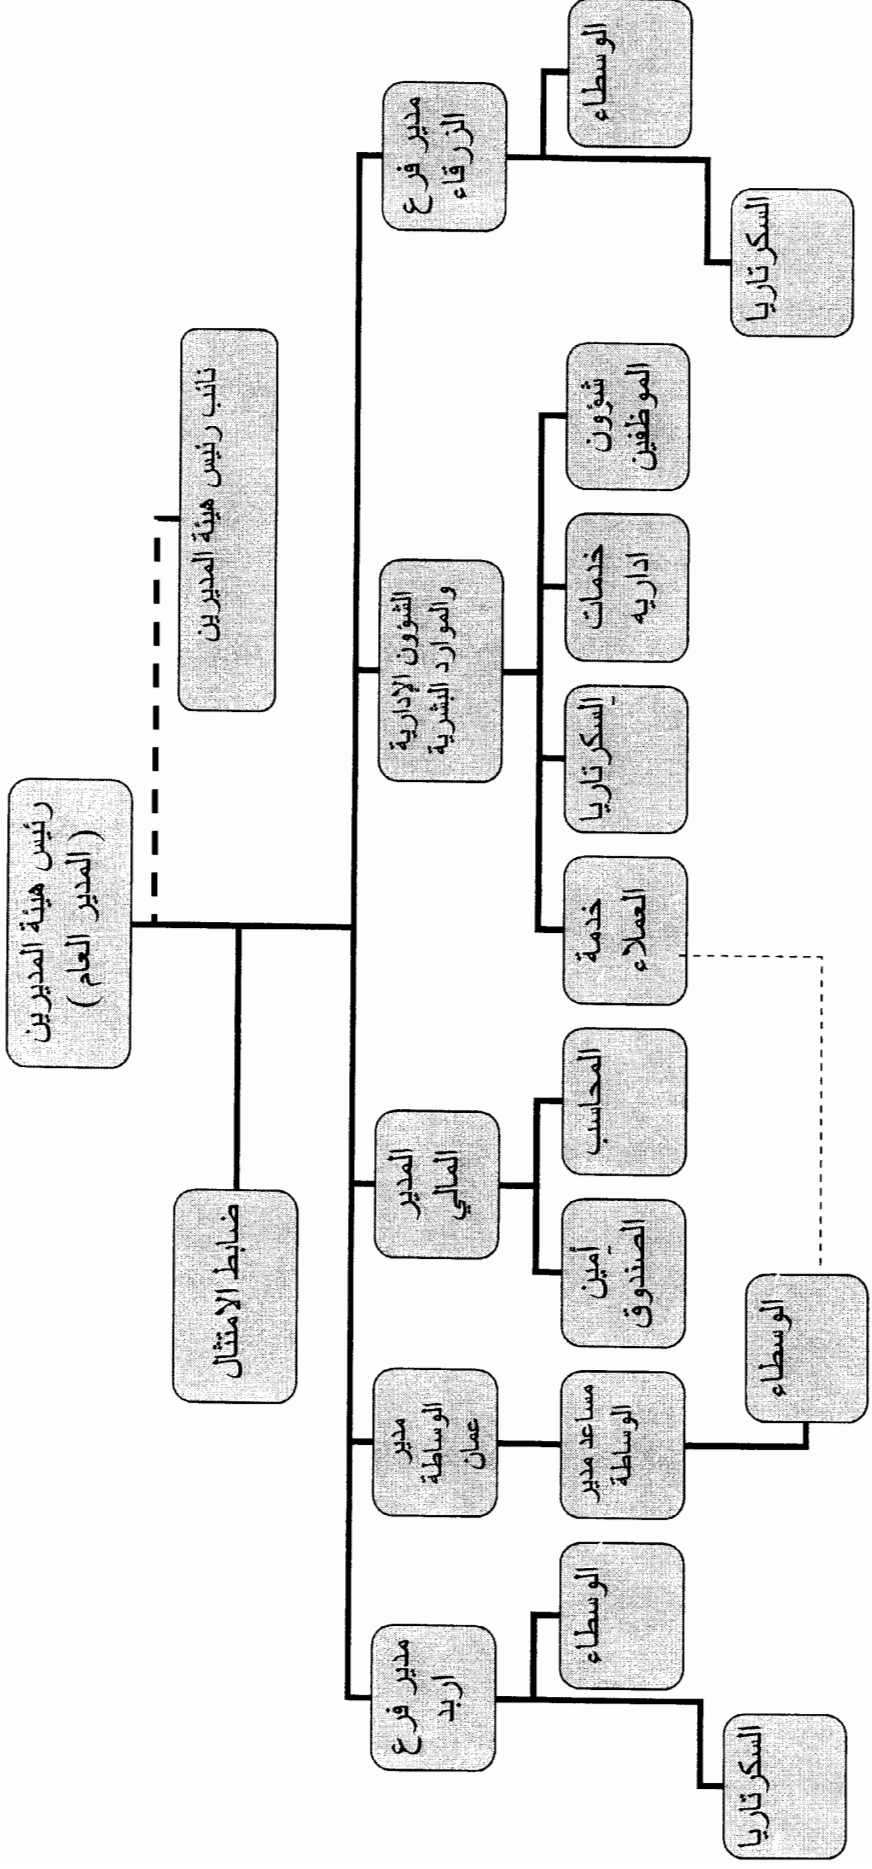 رئيس هيئة المديرين
( المدير العام )
نائب رئيس هيئة المديرين
ضابط الامتثال
مدير فرع
الزرقاء
الشؤون الإدارية
والموارد البشرية
المدير
المالي
مدير
الوساطة
عمان
مدير فرع
اربد
الوسطاء
السكرتاريا
شؤون
الموظفين
خدمات
اداريه
السكرتاريا
خدمة
العملاء
المحاسب
أمين
الصندوق
مساعد مدير
الوساطة
الوسطاء
الوسطاء
السكرتاريا